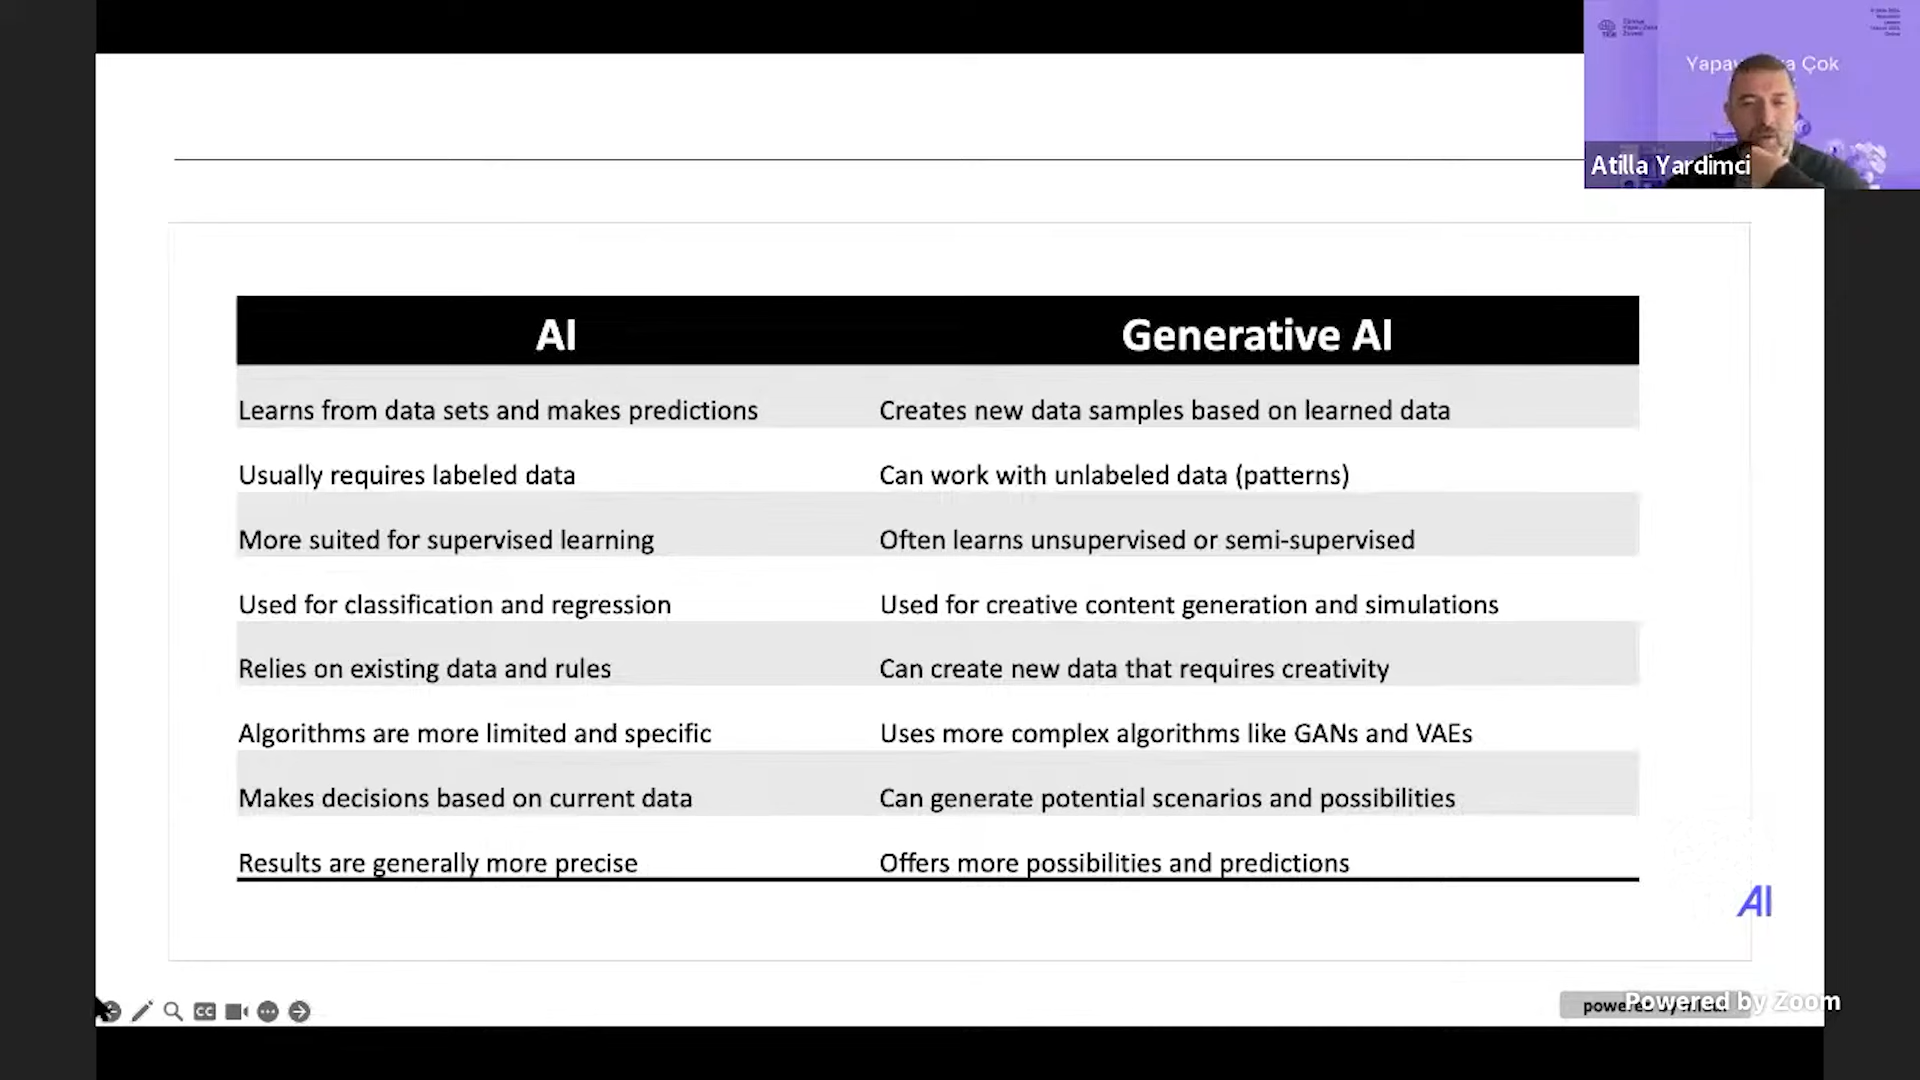 Yapay Çok
Atilla Yardimci
AI
Generative AI
Learns from data sets and makes predictions
Creates new data samples based on learned data
Usually requires labeled data
Can work with unlabeled data (patterns)
More suited for supervised learning
Often learns unsupervised or semi-supervised
Used for classification and regression
Used for creative content generation and simulations
Relies on existing data and rules
Can create new data that requires creativity
Algorithms are more limited and specific
Uses more complex algorithms like GANs and VAEs
Makes decisions based on current data
Can generate potential scenarios and possibilities
Results are generally more precise
Offers more possibilities and predictions
AI
CC
Powered by Zoom